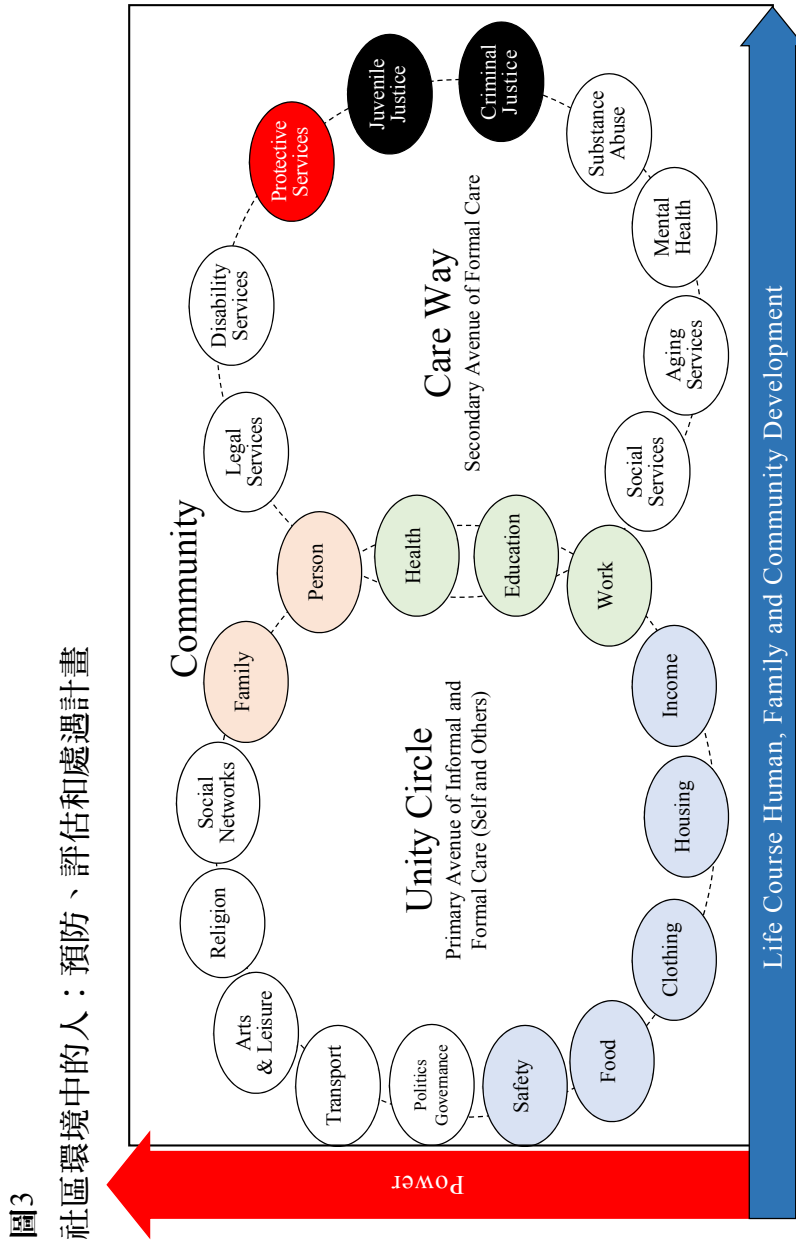 圖3
社區環境中的人：預防、評估和處遇計畫
Community
Power
Unity Circle
Primary Avenue of Informal and
Formal Care (Self and Others)
Care Way
Secondary Avenue of Formal Care
Family
Social
Networks
Religion
Arts
& Leisure
Transport
Politics
Governance
Safety
Food
Clothing
Housing
Income
Person
Health
Education
Work
Legal
Services
Disability
Services
Protective
Services
Juvenile
Justice
Criminal
Justice
Substance
Abuse
Mental
Health
Aging
Services
Social
Services
Life Course Human, Family and Community Development